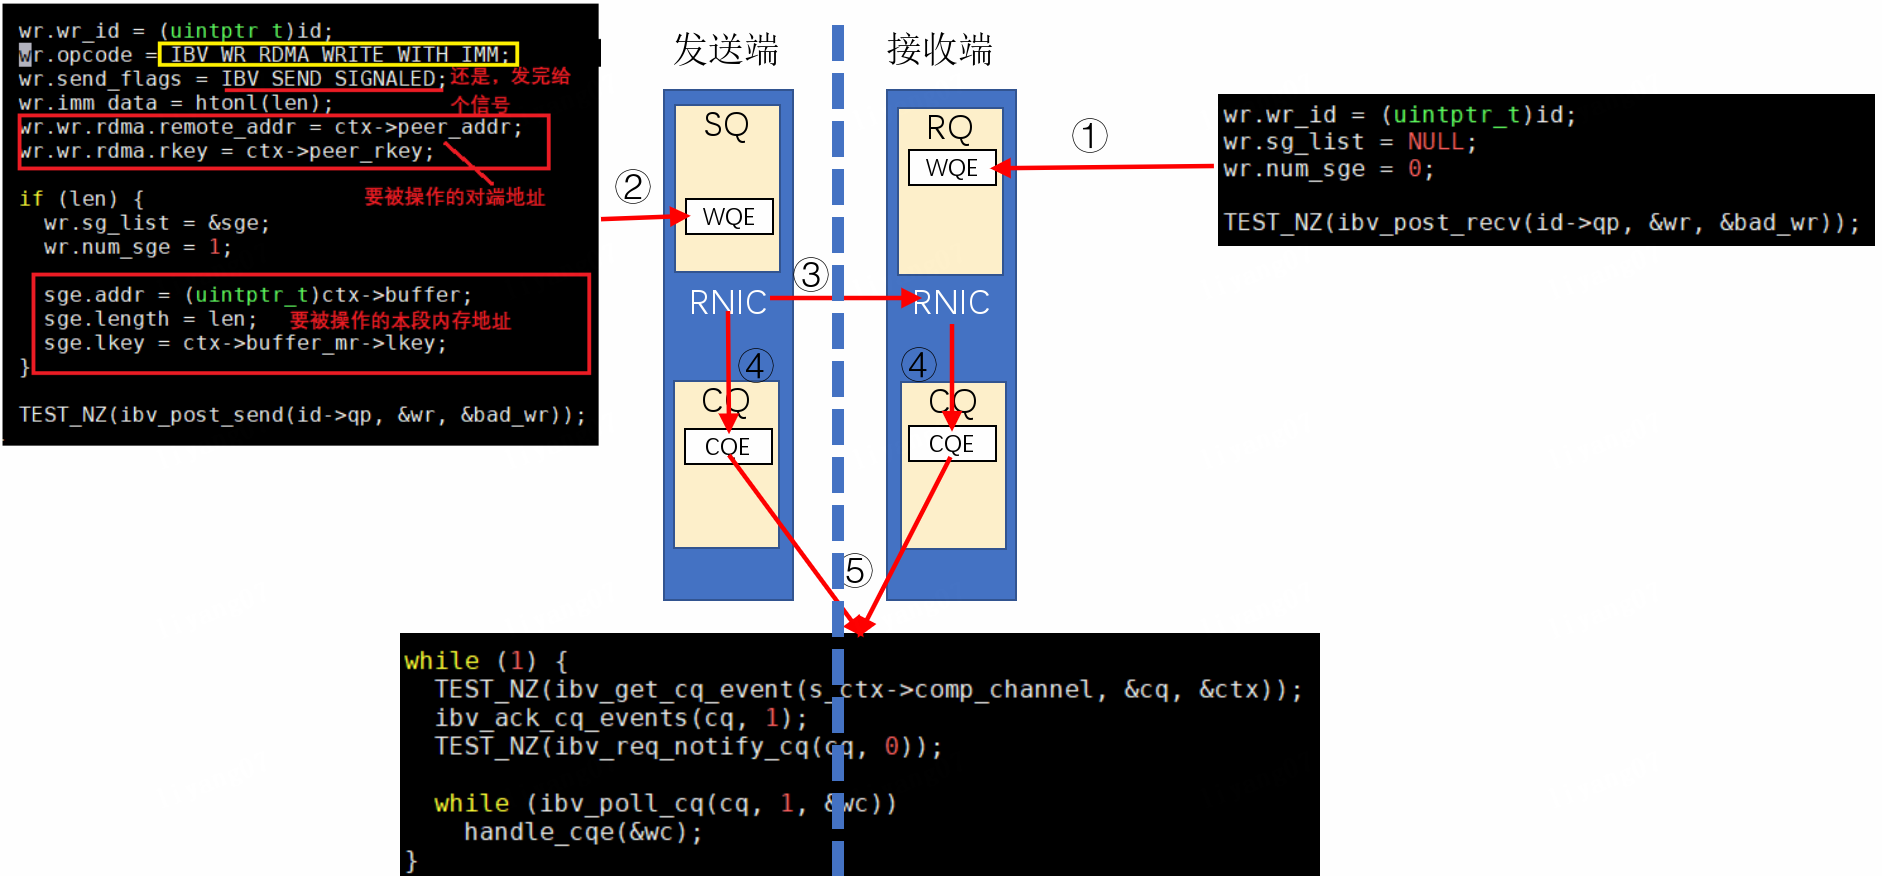 wr.wr_id = (uintptr_t)id;
wr.opcode = IBV_WR_RDMA_WRITE_WITH_IMM;
wr.send_flags = IBV_SEND_SIGNALED;还是，发完给
个信号
wr.imm_data = htonl(len);
wr.wr.rdma.remote_addr = ctx->peer_addr;
wr.wr.rdma.rkey = ctx->peer_rkey;
要被操作的对端地址
if (len) {
wr.sg_list = &sge;
wr.num_sge = 1;
sge.addr = (uintptr_t)ctx->buffer;
sge.length = len; 要被操作的本段内存地址
sge.lkey = ctx->buffer_mr->lkey;
}
TEST_NZ(ibv_post_send(id->qp, &wr, &bad_wr));
发送端
接收端
SQ
WQE
RQ
WQE
①
②
③
RNIC
RNIC
④
④
CQ
CQE
CQ
CQE
⑤
wr.wr_id = (uintptr_t)id;
wr.sg_list = NULL;
wr.num_sge = 0;
TEST_NZ(ibv_post_recv(id->qp, &wr, &bad_wr));
while (1) {
TEST_NZ(ibv_get_cq_event(s_ctx->comp_channel, &cq, &ctx));
ibv_ack_cq_events(cq, 1);
TEST_NZ(ibv_req_notify_cq(cq, 0));
while (ibv_poll_cq(cq, 1, &wc))
handle_cqe(&wc);
}